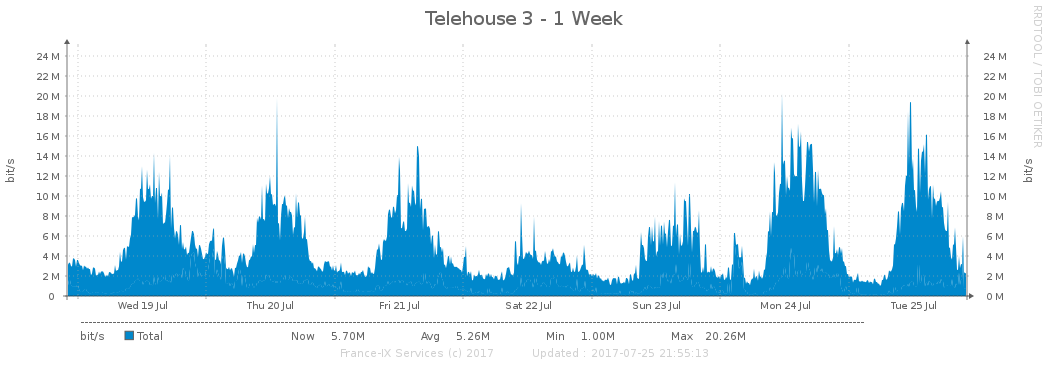 Telehouse 3 - 1 Week
RRDTOOL / TOBI OETIKER
bit/s
24 M 24 M
22 M 22 M
20 M 20 M
18 M 18 M
16 M 16 M
14 M 14 M
12 M 12 M
10 M 10 M
8 M 8 M
6 M 6 M
4 M 4 M
2 M 2 M
0 0 M
bit/s
Wed 19 Jul Thu 20 Jul Fri 21 Jul Sat 22 Jul Sun 23 Jul Mon 24 Jul Tue 25 Jul
bit/s Total Now 5.70M Avg 5.26M Min 1.00M Max 20.26M
France-IX Services (c) 2017 Updated : 2017-07-25 21:55:13